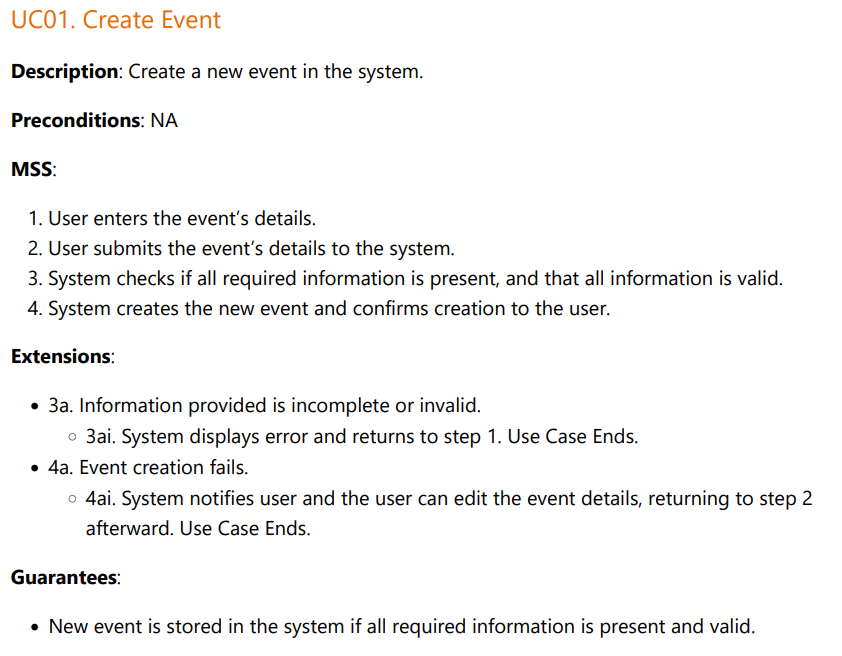 UC01. Create Event
Description: Create a new event in the system.
Preconditions: NA
MSS:
1. User enters the event’s details.
2. User submits the event’s details to the system.
3. System checks if all required information is present, and that all information is valid.
4. System creates the new event and confirms creation to the user.
Extensions:
• 3a. Information provided is incomplete or invalid.
○ 3ai. System displays error and returns to step 1. Use Case Ends.
• 4a. Event creation fails.
○ 4ai. System notifies user and the user can edit the event details, returning to step 2
afterward. Use Case Ends.
Guarantees:
• New event is stored in the system if all required information is present and valid.